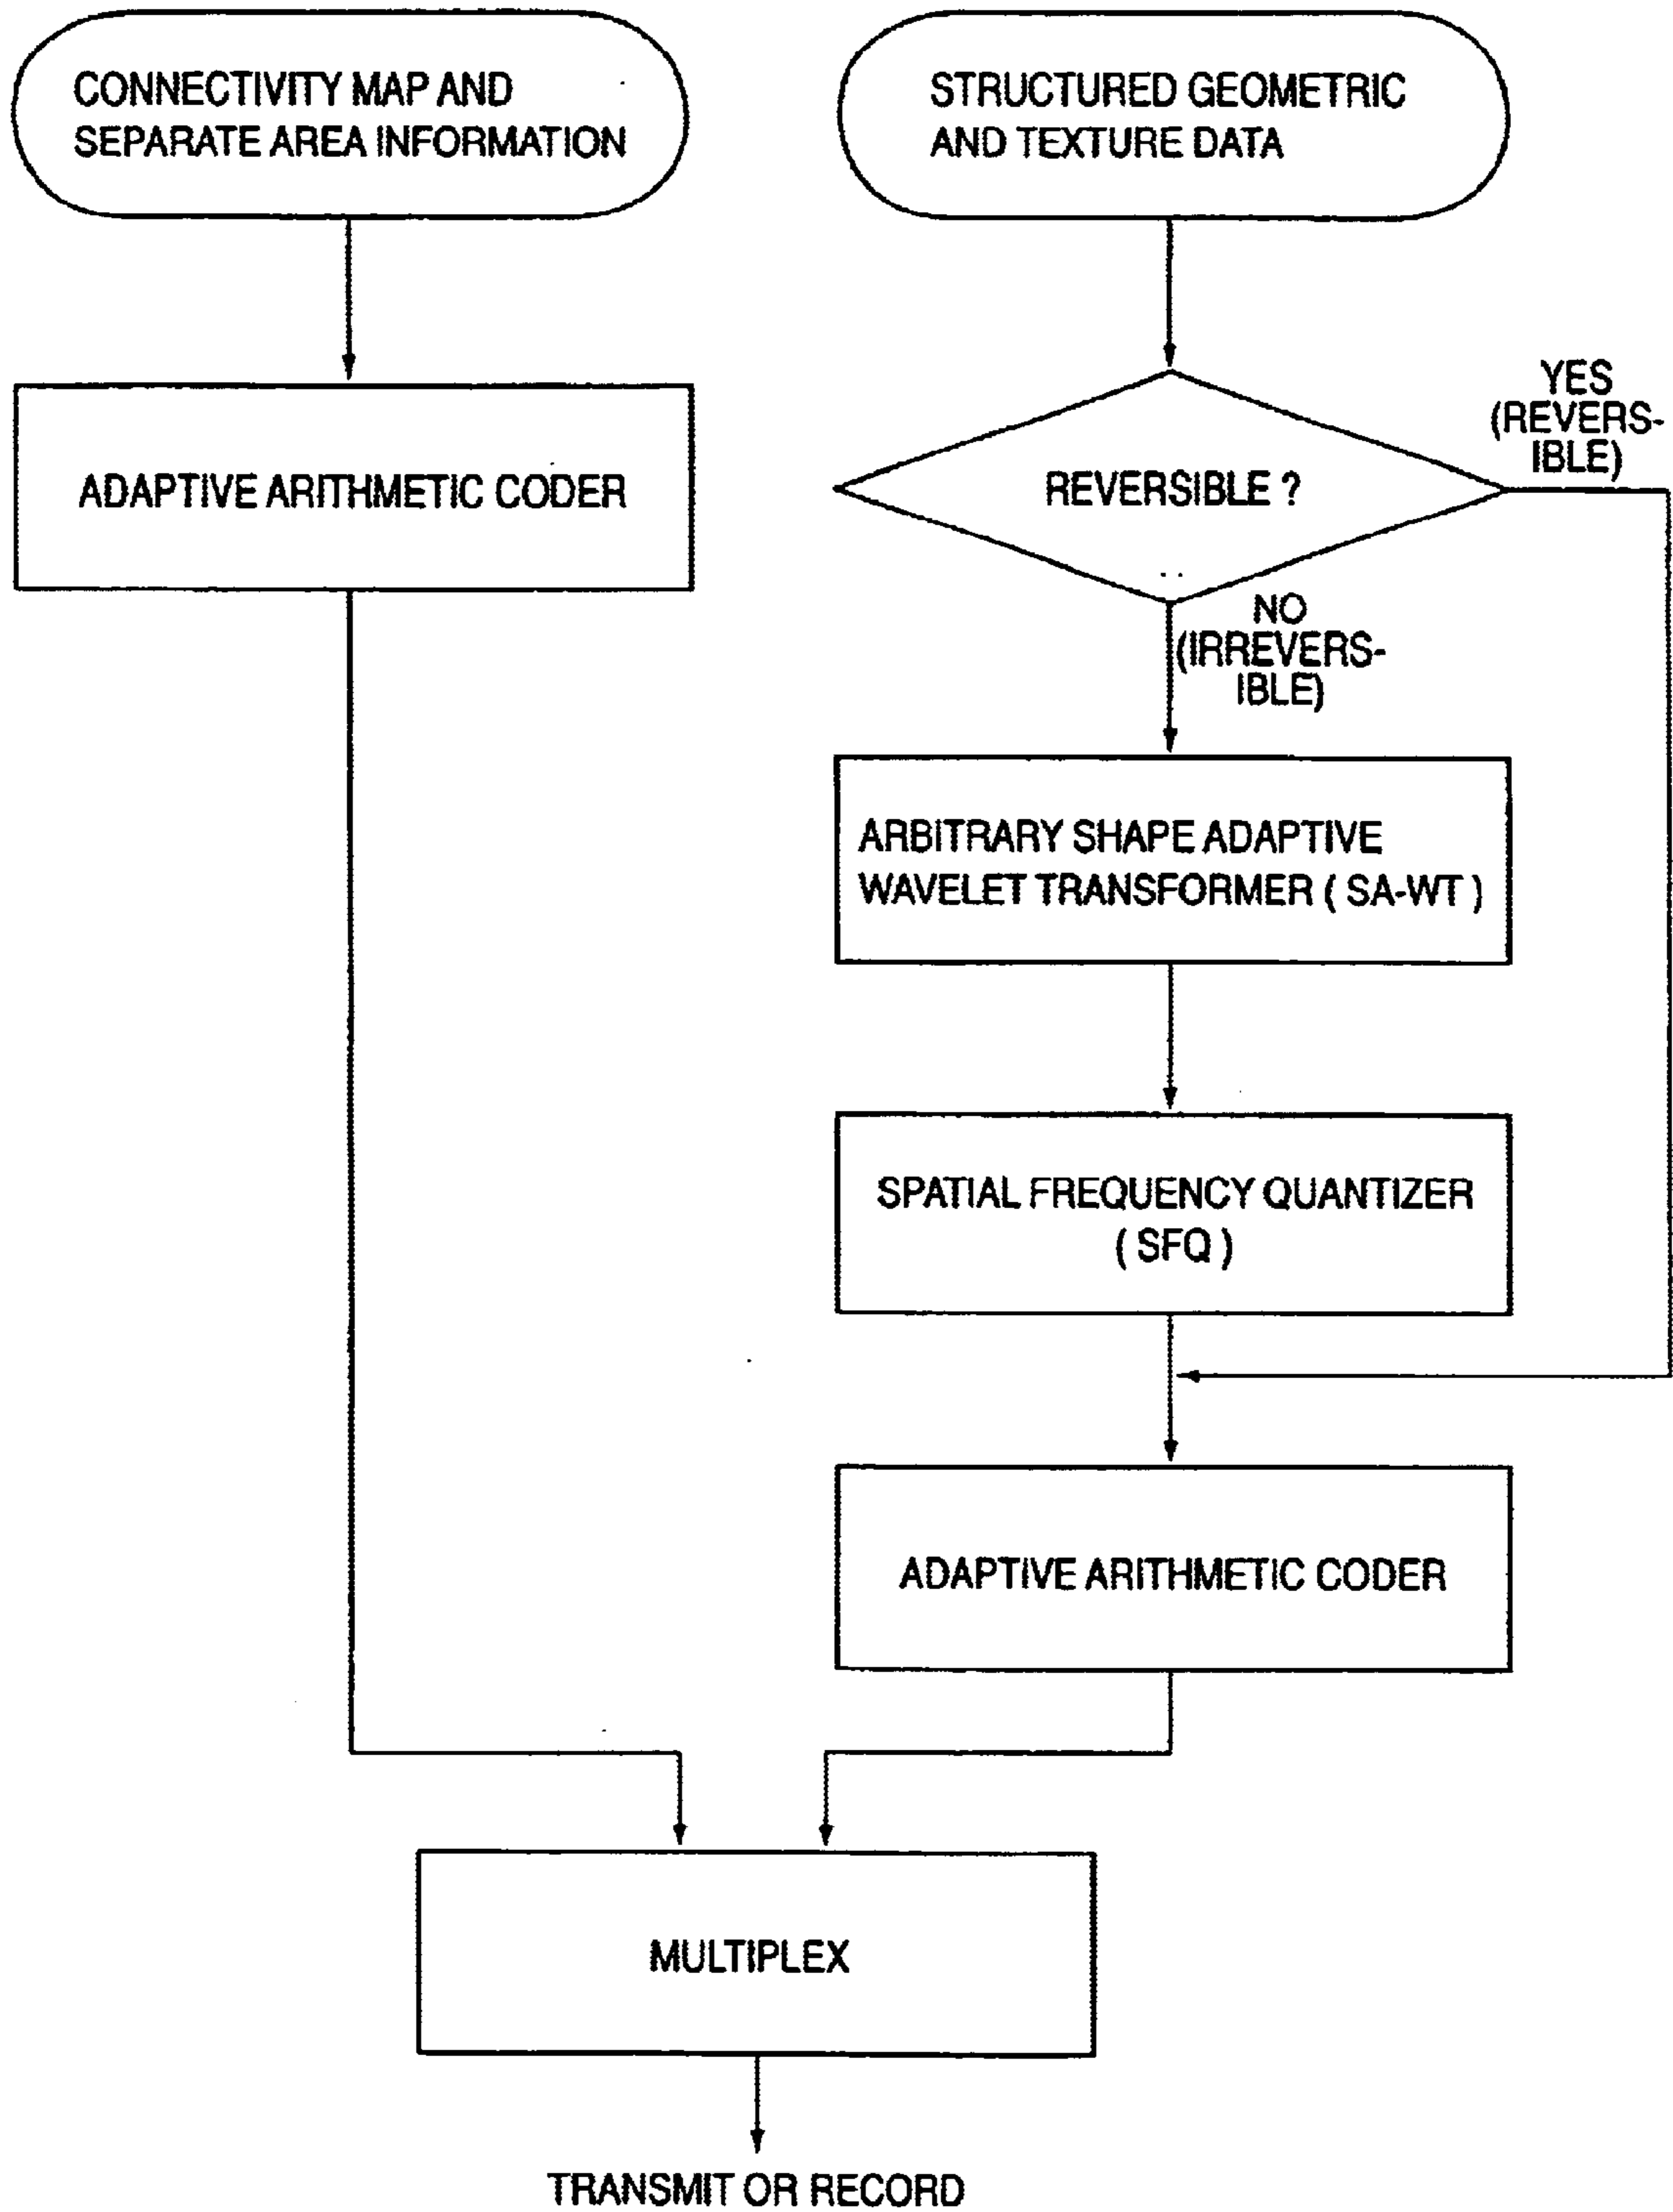 CONNECTIVITY MAP AND
SEPARATE AREA INFORMATION
STRUCTURED GEOMETRIC
AND TEXTURE DATA
ADAPTIVE ARITHMETIC CODER
REVERSIBLE ?
YES
(REVERS-
IBLE)
NO
(IRREVERS-
IBLE)
ARBITRARY SHAPE ADAPTIVE
WAVELET TRANSFORMER ( SA-WT )
SPATIAL FREQUENCY QUANTIZER
( SFQ )
ADAPTIVE ARITHMETIC CODER
MULTIPLEX
TRANSMIT OR RECORD